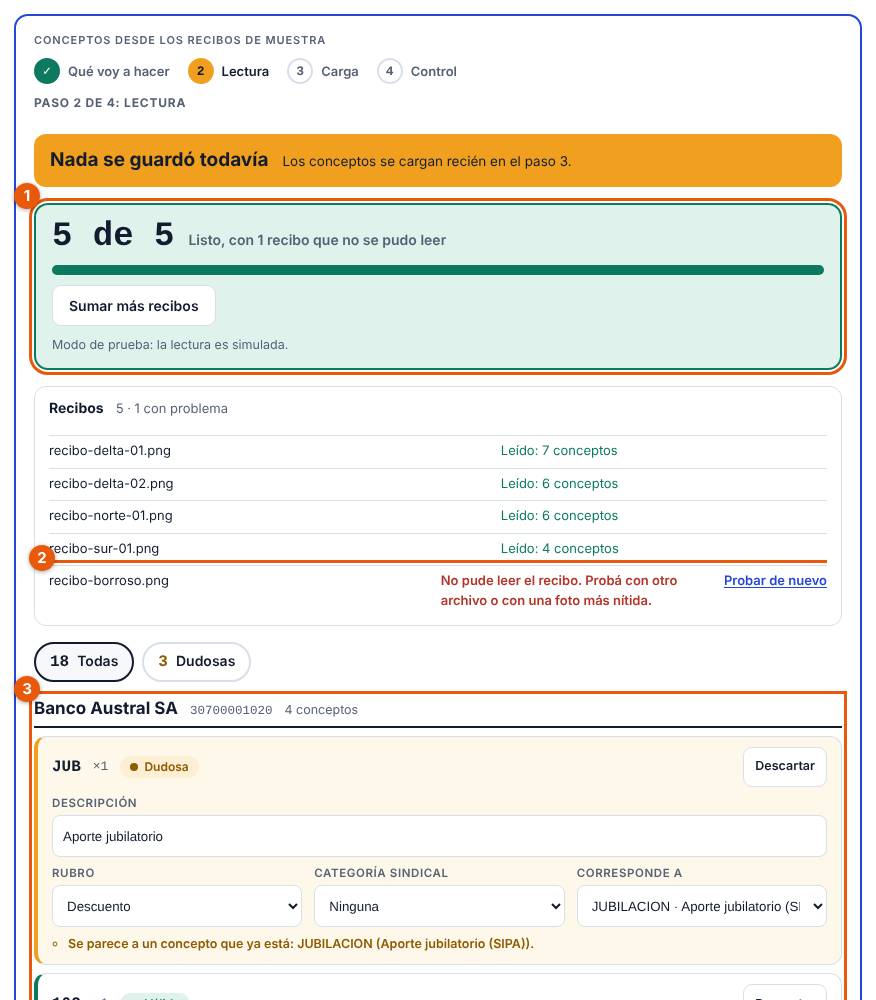 CONCEPTOS DESDE LOS RECIBOS DE MUESTRA
✓ Qué voy a hacer 2 Lectura 3 Carga 4 Control
PASO 2 DE 4: LECTURA
Nada se guardó todavía Los conceptos se cargan recién en el paso 3.
1
5 de 5 Listo, con 1 recibo que no se pudo leer
Sumar más recibos
Modo de prueba: la lectura es simulada.
Recibos 5 · 1 con problema
recibo-delta-01.png Leído: 7 conceptos
recibo-delta-02.png Leído: 6 conceptos
recibo-norte-01.png Leído: 6 conceptos
recibo-sur-01.png Leído: 4 conceptos
2
recibo-borroso.png No pude leer el recibo. Probá con otro Probar de nuevo
archivo o con una foto más nítida.
18 Todas 3 Dudosas
3
Banco Austral SA 30700001020 4 conceptos
JUB ×1 Dudosa Descartar
DESCRIPCIÓN
Aporte jubilatorio
RUBRO CATEGORÍA SINDICAL CORRESPONDE A
Descuento Ninguna JUBILACION · Aporte jubilatorio (SI
Se parece a un concepto que ya está: JUBILACION (Aporte jubilatorio (SIPA)).